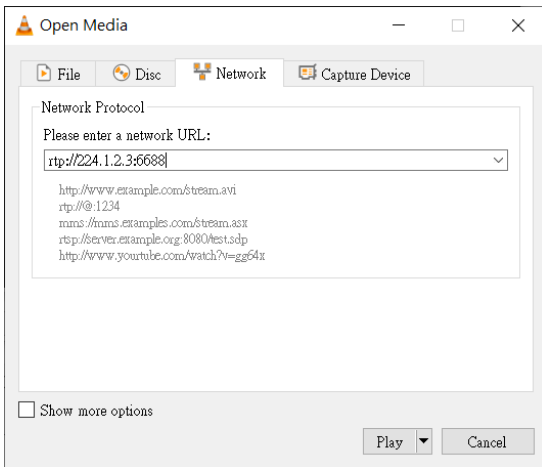 Open Media
File Disc Network Capture Device
Network Protocol
Please enter a network URL:
rtp://224.1.2.3:6688
http://www.example.com/stream.avi
rtp://@:1234
mms://mms.examples.com/stream.asx
rtsp://server.example.org:8080/test.sdp
http://www.yourtube.com/watch?v=gg64x
Show more options
Play Cancel